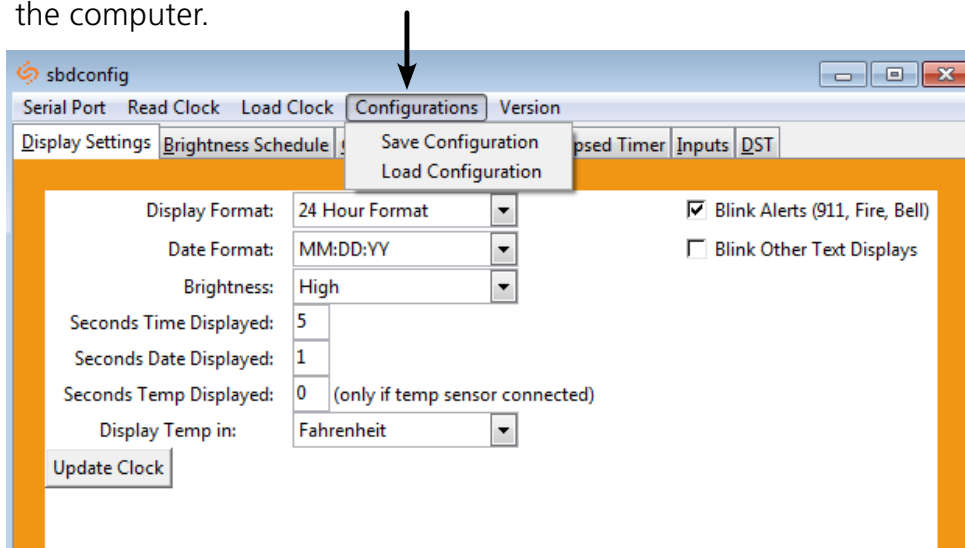 the computer.
sbdconfig
Serial Port Read Clock Load Clock Configurations Version
Display Settings Brightness Schedule Timer Inputs DST
Save Configuration
Load Configuration
Display Format: 24 Hour Format Blink Alerts (911, Fire, Bell)
Date Format: MM:DD:YY Blink Other Text Displays
Brightness: High
Seconds Time Displayed: 5
Seconds Date Displayed: 1
Seconds Temp Displayed: 0 (only if temp sensor connected)
Display Temp in: Fahrenheit
Update Clock